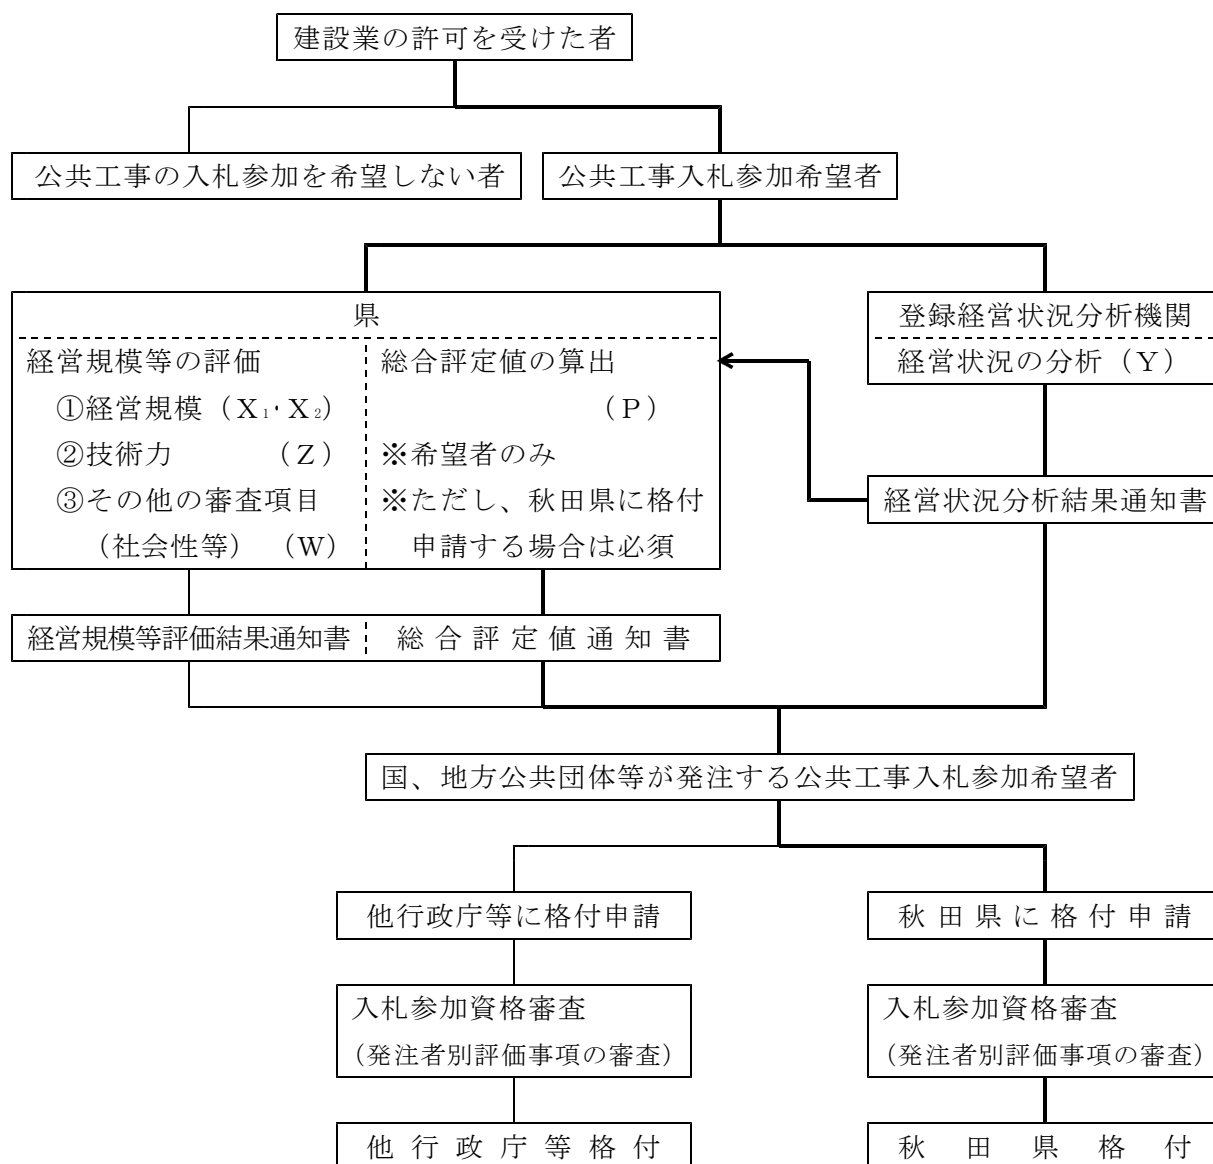 建設業の許可を受けた者
公共工事の入札参加を希望しない者
公共工事入札参加希望者
県
経営規模等の評価
①経営規模（X₁・X₂）
②技術力　（Z）
③その他の審査項目
（社会性等）（W）
総合評定値の算出
（P）
※希望者のみ
※ただし、秋田県に格付
申請する場合は必須
登録経営状況分析機関
経営状況の分析（Y）
経営状況分析結果通知書
経営規模等評価結果通知書
総合評定値通知書
国、地方公共団体等が発注する公共工事入札参加希望者
他行政庁等に格付申請
秋田県に格付申請
入札参加資格審査
（発注者別評価事項の審査）
入札参加資格審査
（発注者別評価事項の審査）
他行政庁等格付
秋田県格付